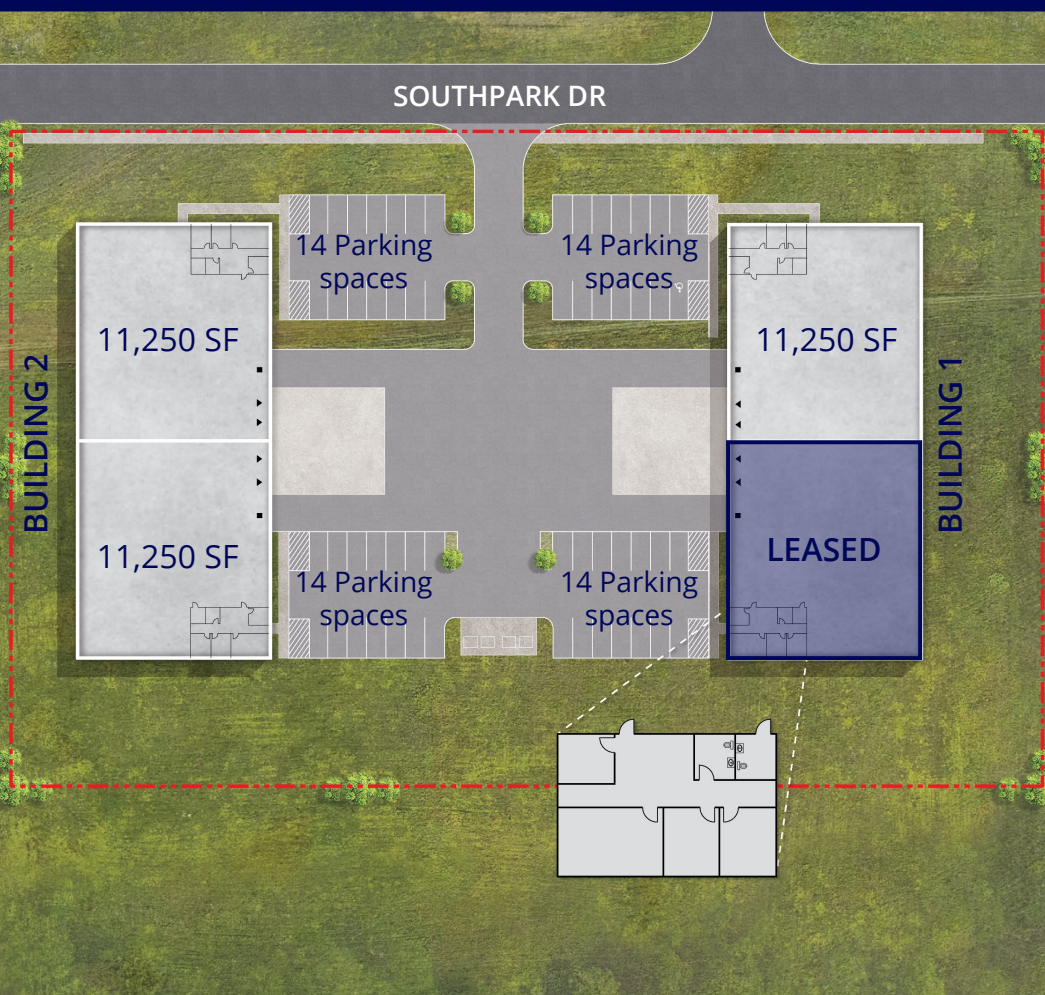 SOUTHPARK DR
14 Parking
spaces
14 Parking
spaces
11,250 SF
11,250 SF
BUILDING 2
BUILDING 1
11,250 SF
LEASED
14 Parking
spaces
14 Parking
spaces